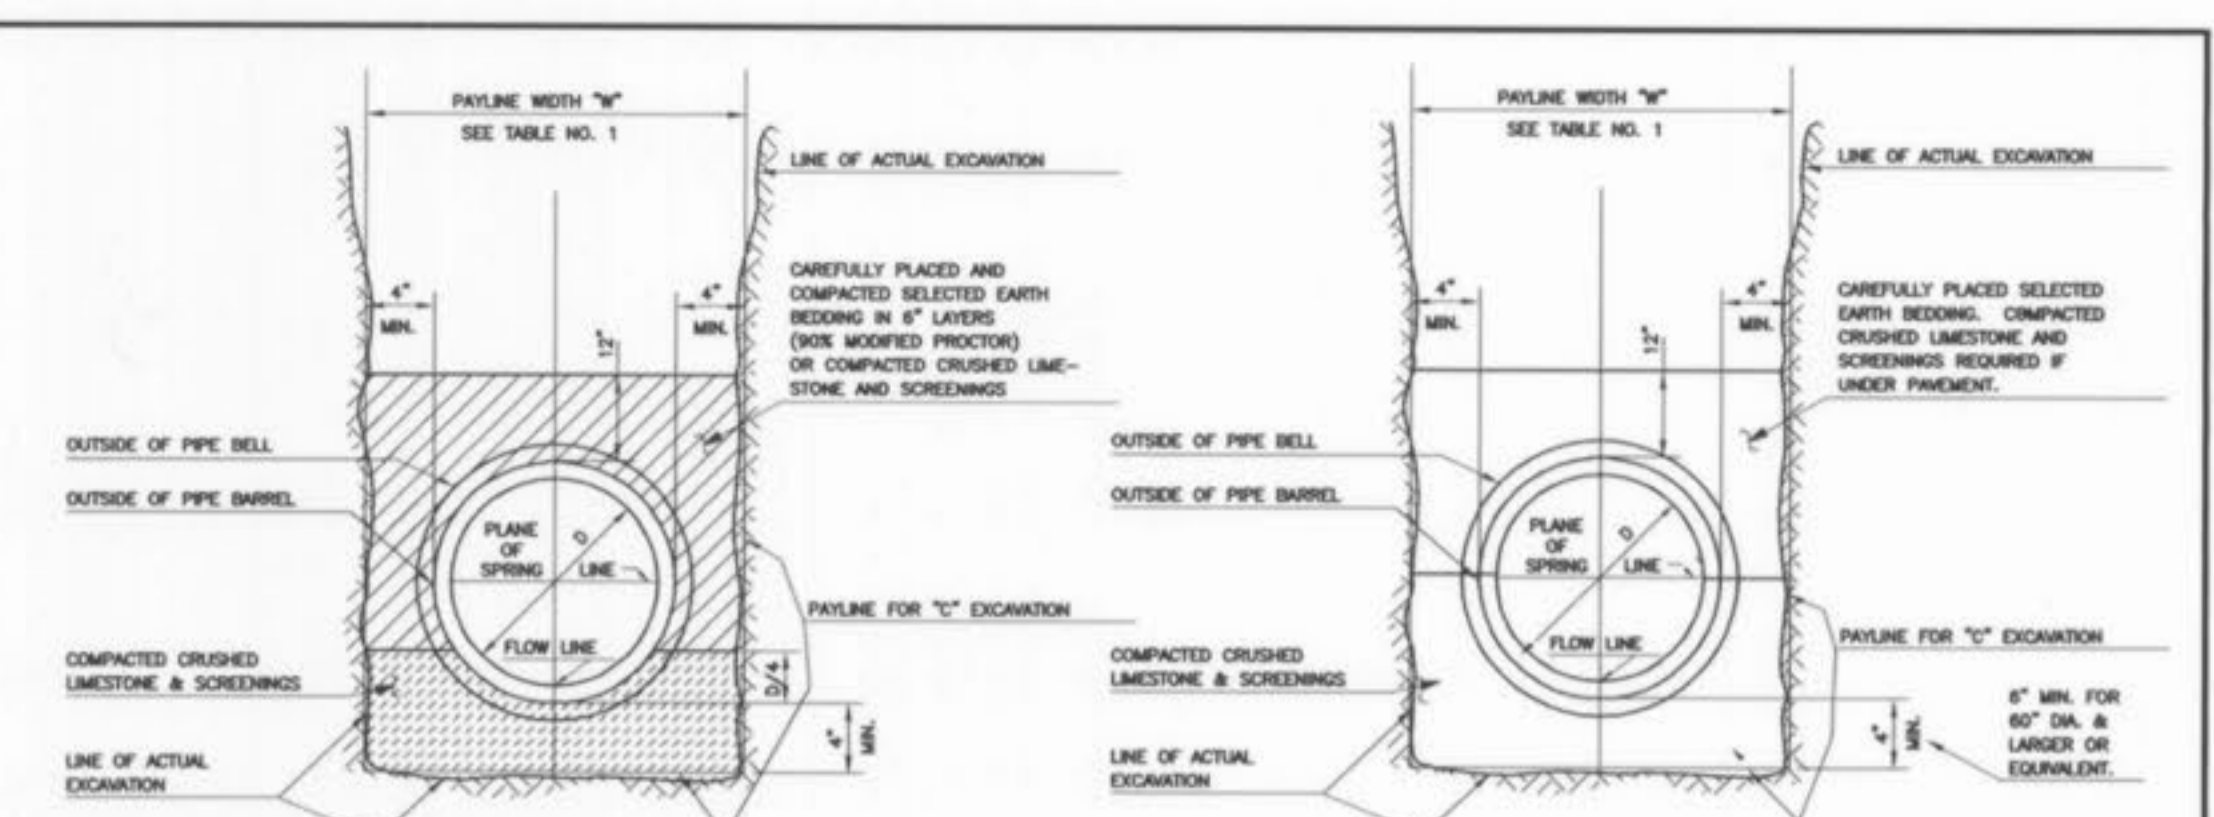 PAYLINE WIDTH "W"
SEE TABLE NO. 1
LINE OF ACTUAL EXCAVATION
4"
MIN.
4"
MIN.
12"
CAREFULLY PLACED AND
COMPACTED SELECTED EARTH
BEDDING IN 6" LAYERS
(90% MODIFIED PROCTOR)
OR COMPACTED CRUSHED LIME-
STONE AND SCREENINGS
OUTSIDE OF PIPE BELL
OUTSIDE OF PIPE BARREL
PLANE
OF
SPRING LINE
D
FLOW LINE
PAYLINE FOR "C" EXCAVATION
COMPACTED CRUSHED
LIMESTONE & SCREENINGS
D/4
4"
MIN.
LINE OF ACTUAL
EXCAVATION
PAYLINE WIDTH "W"
SEE TABLE NO. 1
LINE OF ACTUAL EXCAVATION
4"
MIN.
4"
MIN.
12"
CAREFULLY PLACED SELECTED
EARTH BEDDING. COMPACTED
CRUSHED LIMESTONE AND
SCREENINGS REQUIRED IF
UNDER PAVEMENT.
OUTSIDE OF PIPE BELL
OUTSIDE OF PIPE BARREL
PLANE
OF
SPRING LINE
D
FLOW LINE
PAYLINE FOR "C" EXCAVATION
COMPACTED CRUSHED
LIMESTONE & SCREENINGS
4"
MIN.
6" MIN. FOR
60" DIA. &
LARGER OR
EQUIVALENT.
LINE OF ACTUAL
EXCAVATION